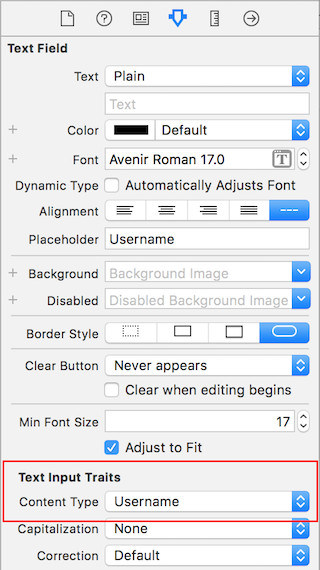 Text Field
Text Plain
Text
+ Color Default
+ Font Avenir Roman 17.0 T
Dynamic Type Automatically Adjusts Font
Alignment ---
Placeholder Username
+ Background Background Image
+ Disabled Disabled Background Image
Border Style
Clear Button Never appears
Clear when editing begins
Min Font Size 17
Adjust to Fit
Text Input Traits
Content Type Username
Capitalization None
Correction Default